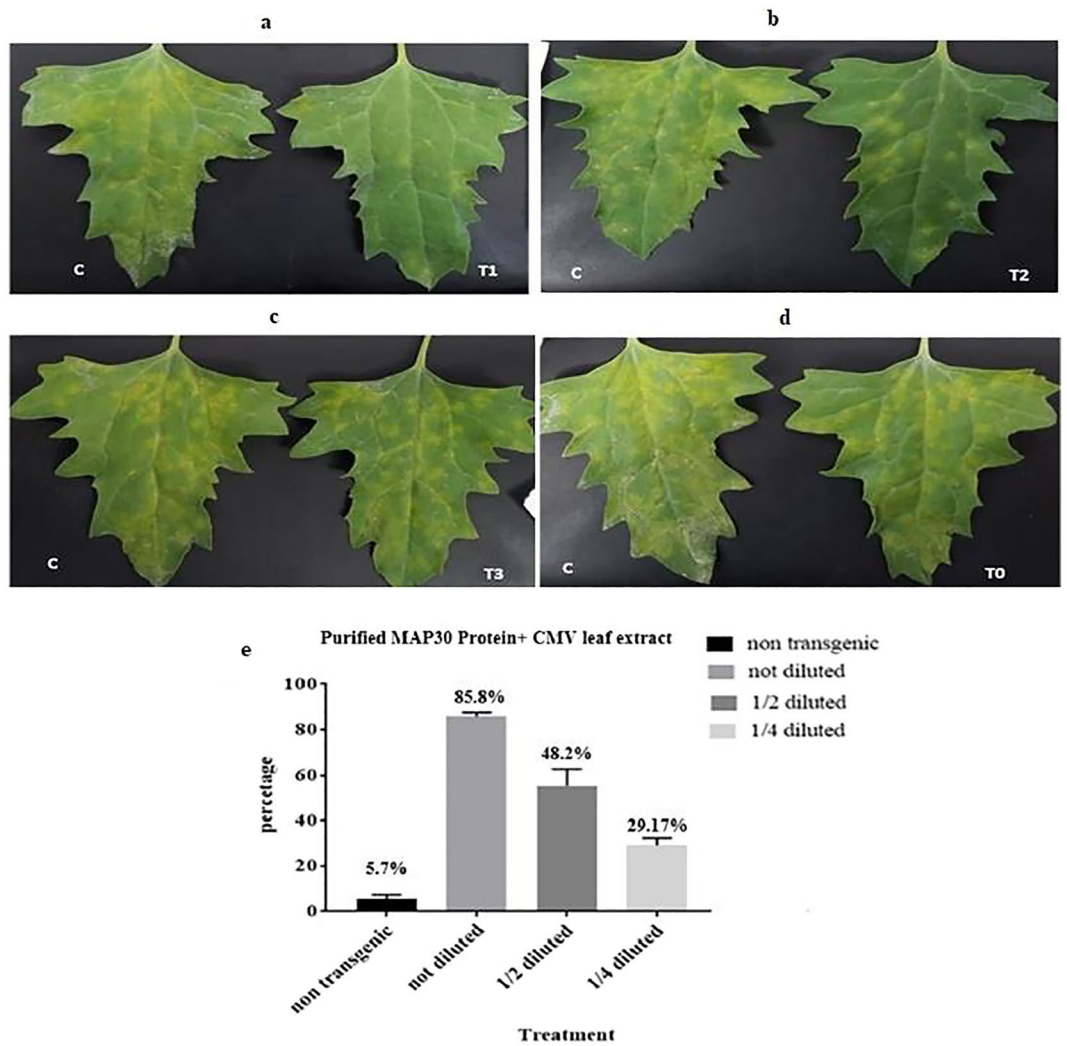 a
b
C
T1
C
T2
c
d
C
T3
C
T0
e
Purified MAP30 Protein+ CMV leaf extract
non transgenic
not diluted
1/2 diluted
1/4 diluted
100
80
60
40
20
0
percetage
5.7%
85.8%
48.2%
29.17%
non transgenic
not diluted
1/2 diluted
1/4 diluted
Treatment